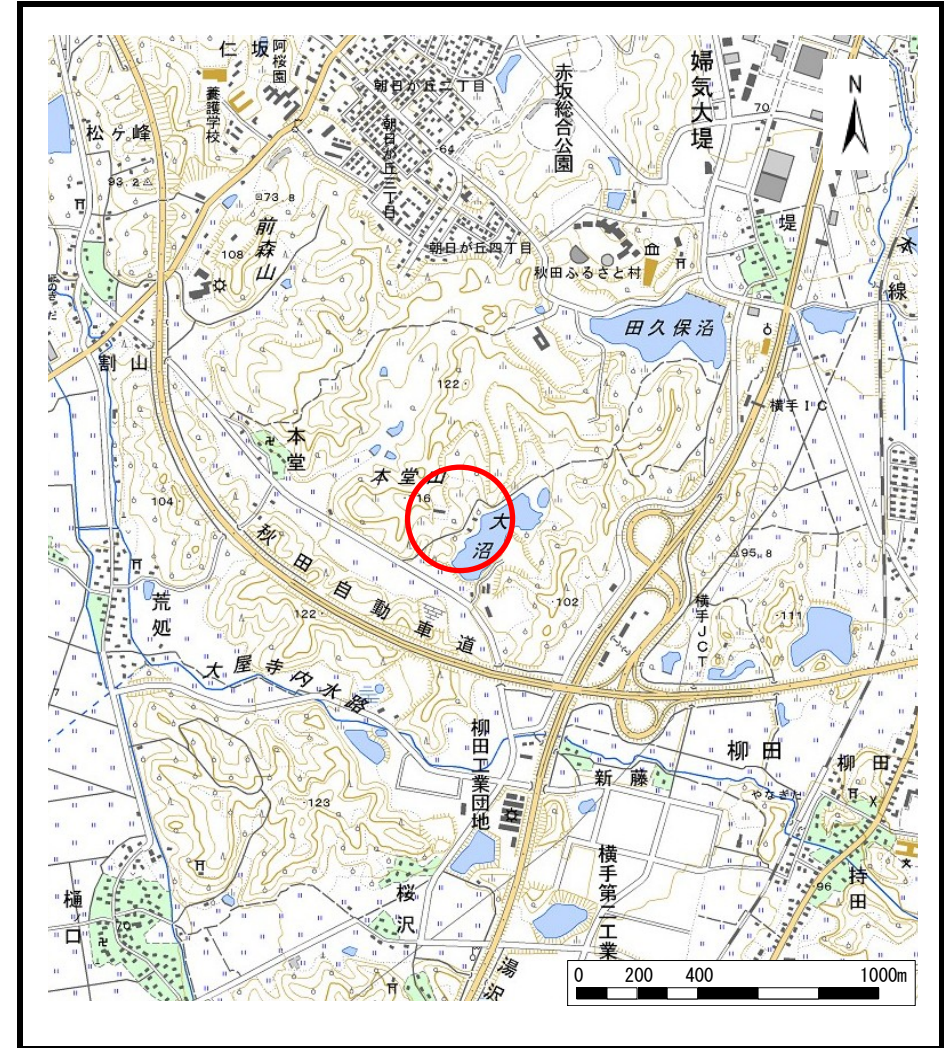 仁坂
阿桜園
養護学校
朝日が丘二丁目
赤坂総合公園
婦気大堤
70
N
松ヶ峰
朝日が丘三丁目
64
93.2
73.8
前森山
108
朝日が丘四丁目
秋田ふるさと村
堤
線
田久保沼
割山
122
横手IC
本堂
本堂山
116
104
大沼
秋田自動車道
95.8
荒処
122
102
横手JCT
111
大屋寺内水路
柳田工業団地
柳田
柳田
新藤
やなぎた
123
横手第二工業
桜沢
96
持田
樋ノ口
70
湯沢
0 200 400 1000m